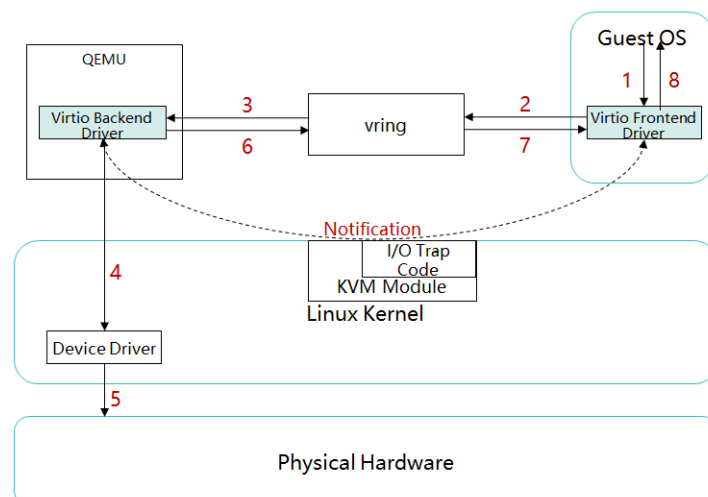 Guest OS
QEMU
1
8
3
2
Virtio Backend
Driver
vring
Virtio Frontend
Driver
6
7
Notification
I/O Trap
Code
4
KVM Module
Linux Kernel
Device Driver
5
Physical Hardware